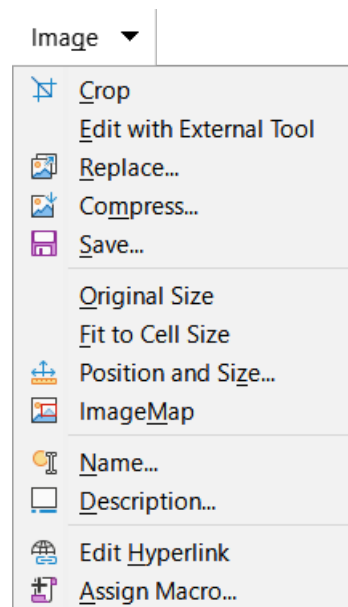 Image
Crop
Edit with External Tool
Replace...
Compress...
Save...
Original Size
Fit to Cell Size
Position and Size...
ImageMap
Name...
Description...
Edit Hyperlink
Assign Macro...